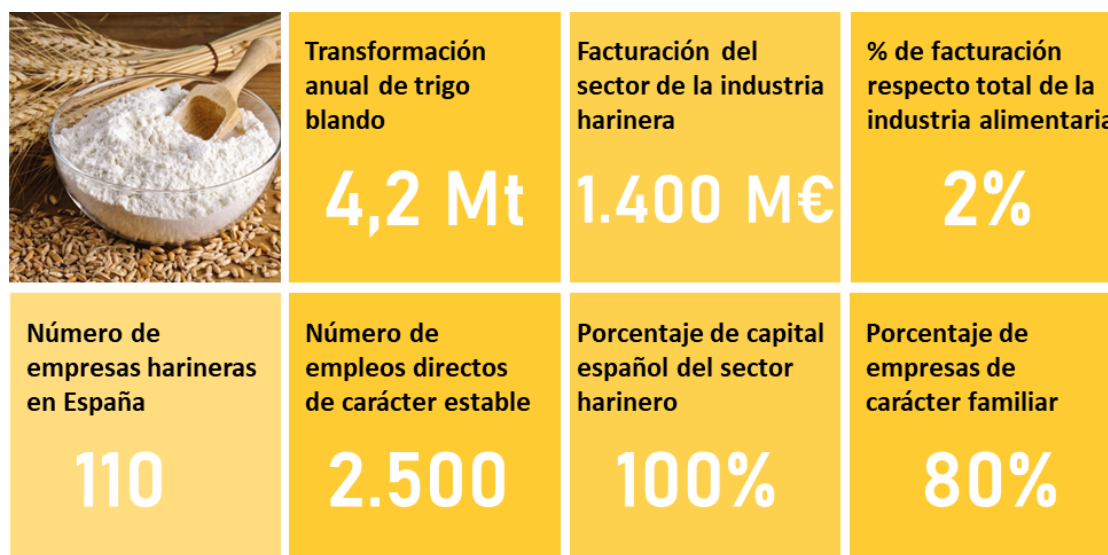 Transformación
anual de trigo
blando
4,2 Mt
Facturación del
sector de la industria
harinera
1.400 M€
% de facturación
respecto total de la
industria alimentaria
2%
Número de
empresas harineras
en España
110
Número de
empleos directos
de carácter estable
2.500
Porcentaje de capital
español del sector
harinero
100%
Porcentaje de
empresas de
carácter familiar
80%